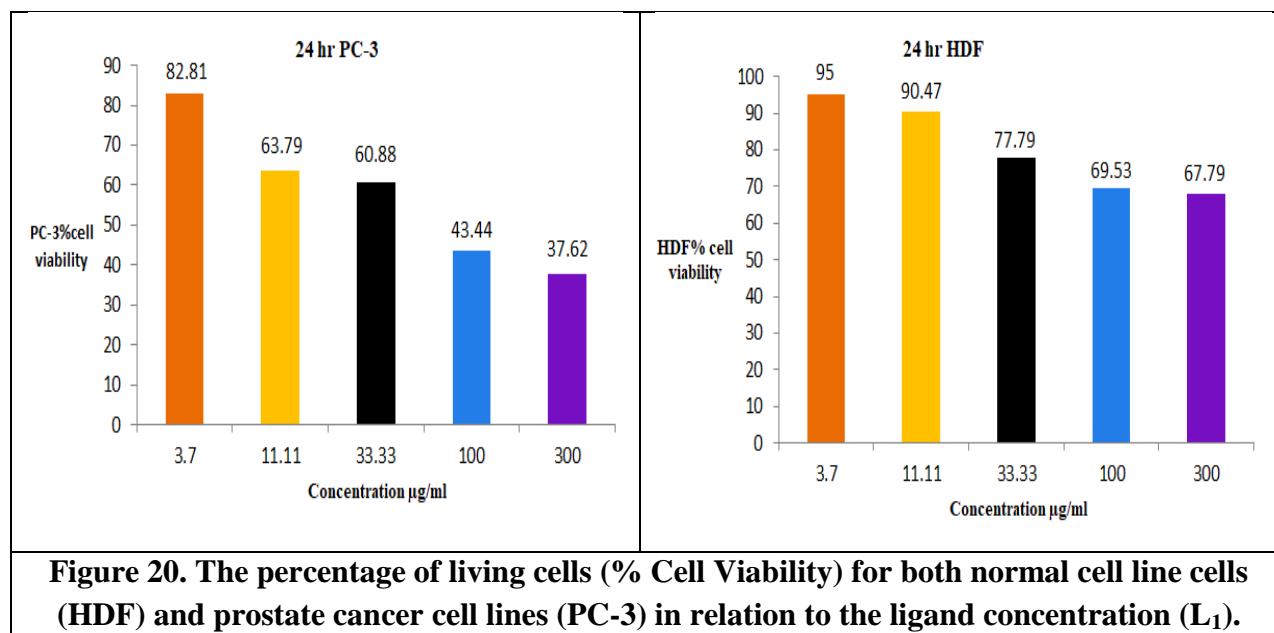 24 hr PC-3
90
80
70
60
50
40
30
20
10
0
PC-3%cell
viability
82.81
63.79
60.88
43.44
37.62
3.7 11.11 33.33 100 300
Concentration µg/ml
24 hr HDF
100
90
80
70
60
50
40
30
20
10
0
HDF% cell
viability
95
90.47
77.79
69.53
67.79
3.7 11.11 33.33 100 300
Concentration µg/ml
Figure 20. The percentage of living cells (% Cell Viability) for both normal cell line cells
(HDF) and prostate cancer cell lines (PC-3) in relation to the ligand concentration (L₁).